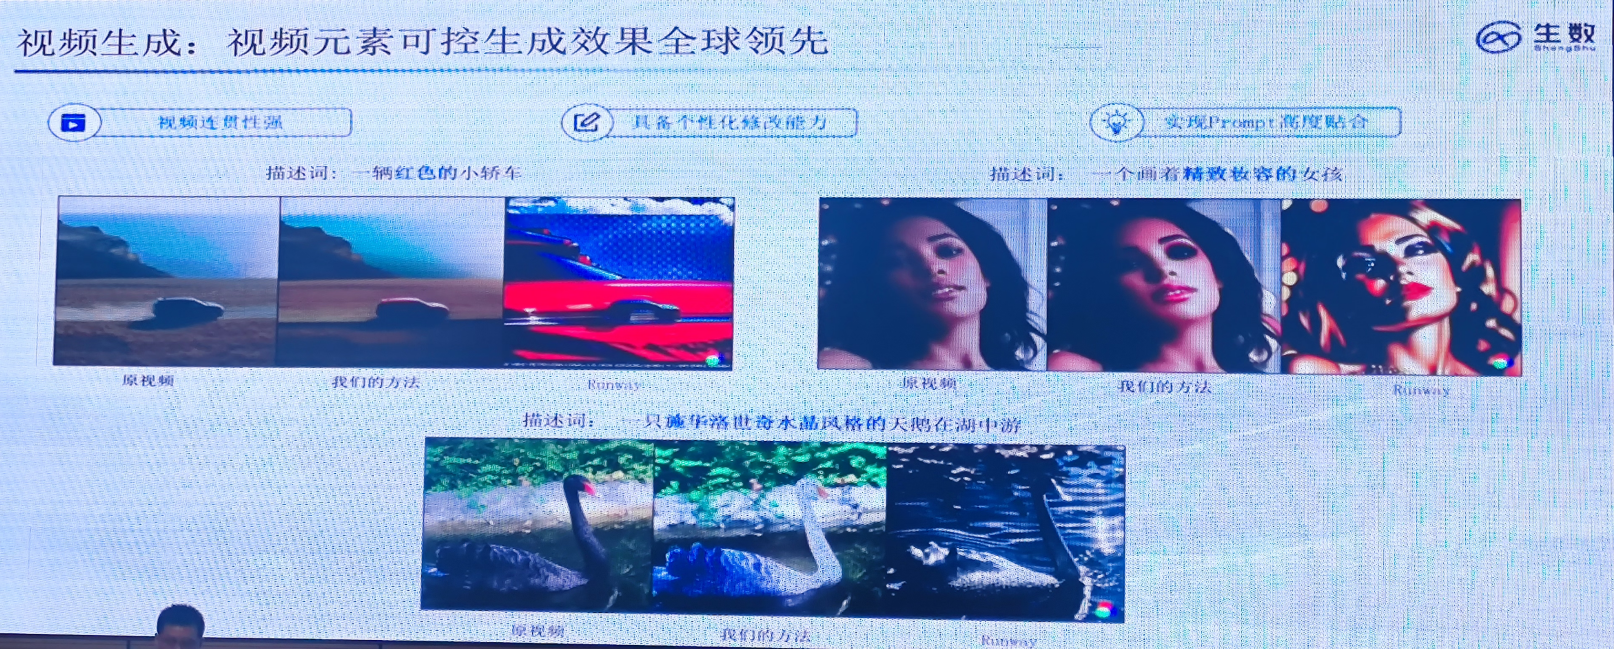 视频生成：视频元素可控生成效果全球领先
生数
ShengShu
视频连贯性强
具备个性化修改能力
实现Prompt高度贴合
描述词：一辆红色的小轿车
描述词：一个画着精致妆容的女孩
原视频
我们的方法
Runway
原视频
我们的方法
Runway
描述词：一只施华洛世奇水晶风格的天鹅在湖中游
原视频
我们的方法
Runway